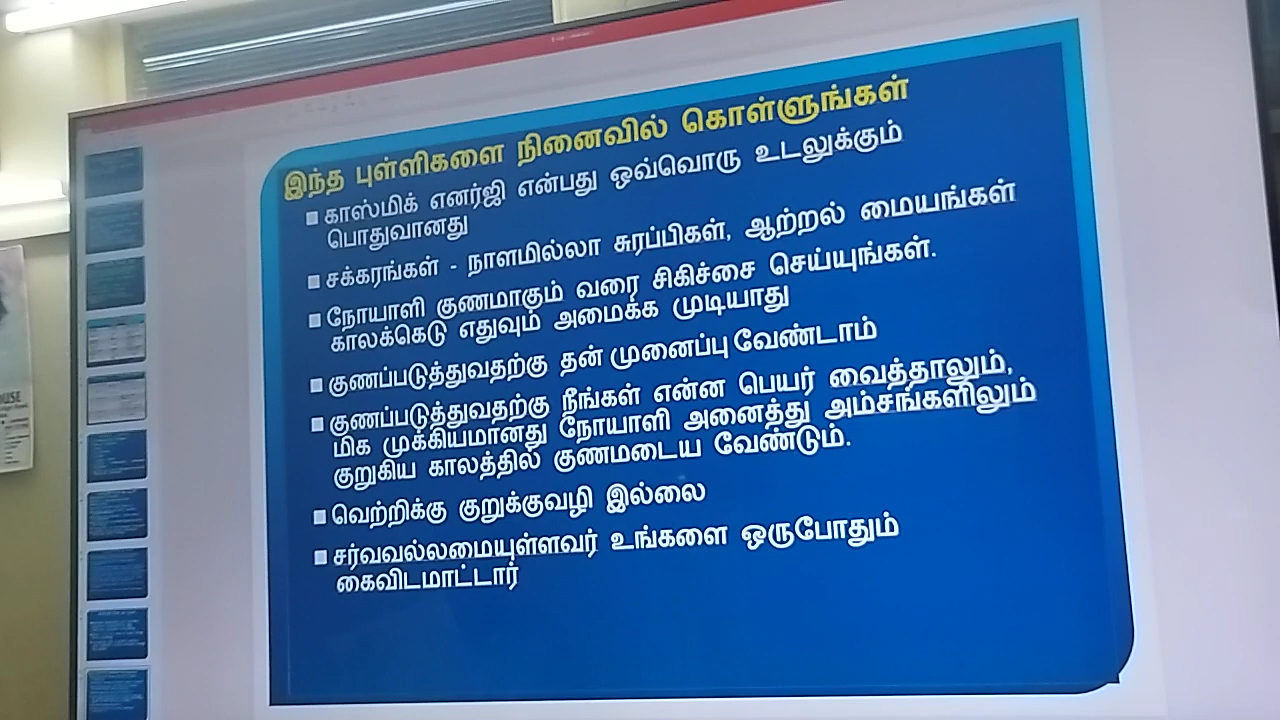 இந்த புள்ளிகளை நினைவில் கொள்ளுங்கள்
காஸ்மிக் எனர்ஜி என்பது ஒவ்வொரு உடலுக்கும்
பொதுவானது
சக்கரங்கள் - நாளமில்லா சுரப்பிகள், ஆற்றல் மையங்கள்
நோயாளி குணமாகும் வரை சிகிச்சை செய்யுங்கள்.
காலக்கெடு எதுவும் அமைக்க முடியாது
குணப்படுத்துவதற்கு தன் முனைப்பு வேண்டாம்
குணப்படுத்துவதற்கு நீங்கள் என்ன பெயர் வைத்தாலும்,
மிக முக்கியமானது நோயாளி அனைத்து அம்சங்களிலும்
குறுகிய காலத்தில் குணமடைய வேண்டும்.
வெற்றிக்கு குறுக்குவழி இல்லை
சர்வவல்லமையுள்ளவர் உங்களை ஒருபோதும்
கைவிடமாட்டார்